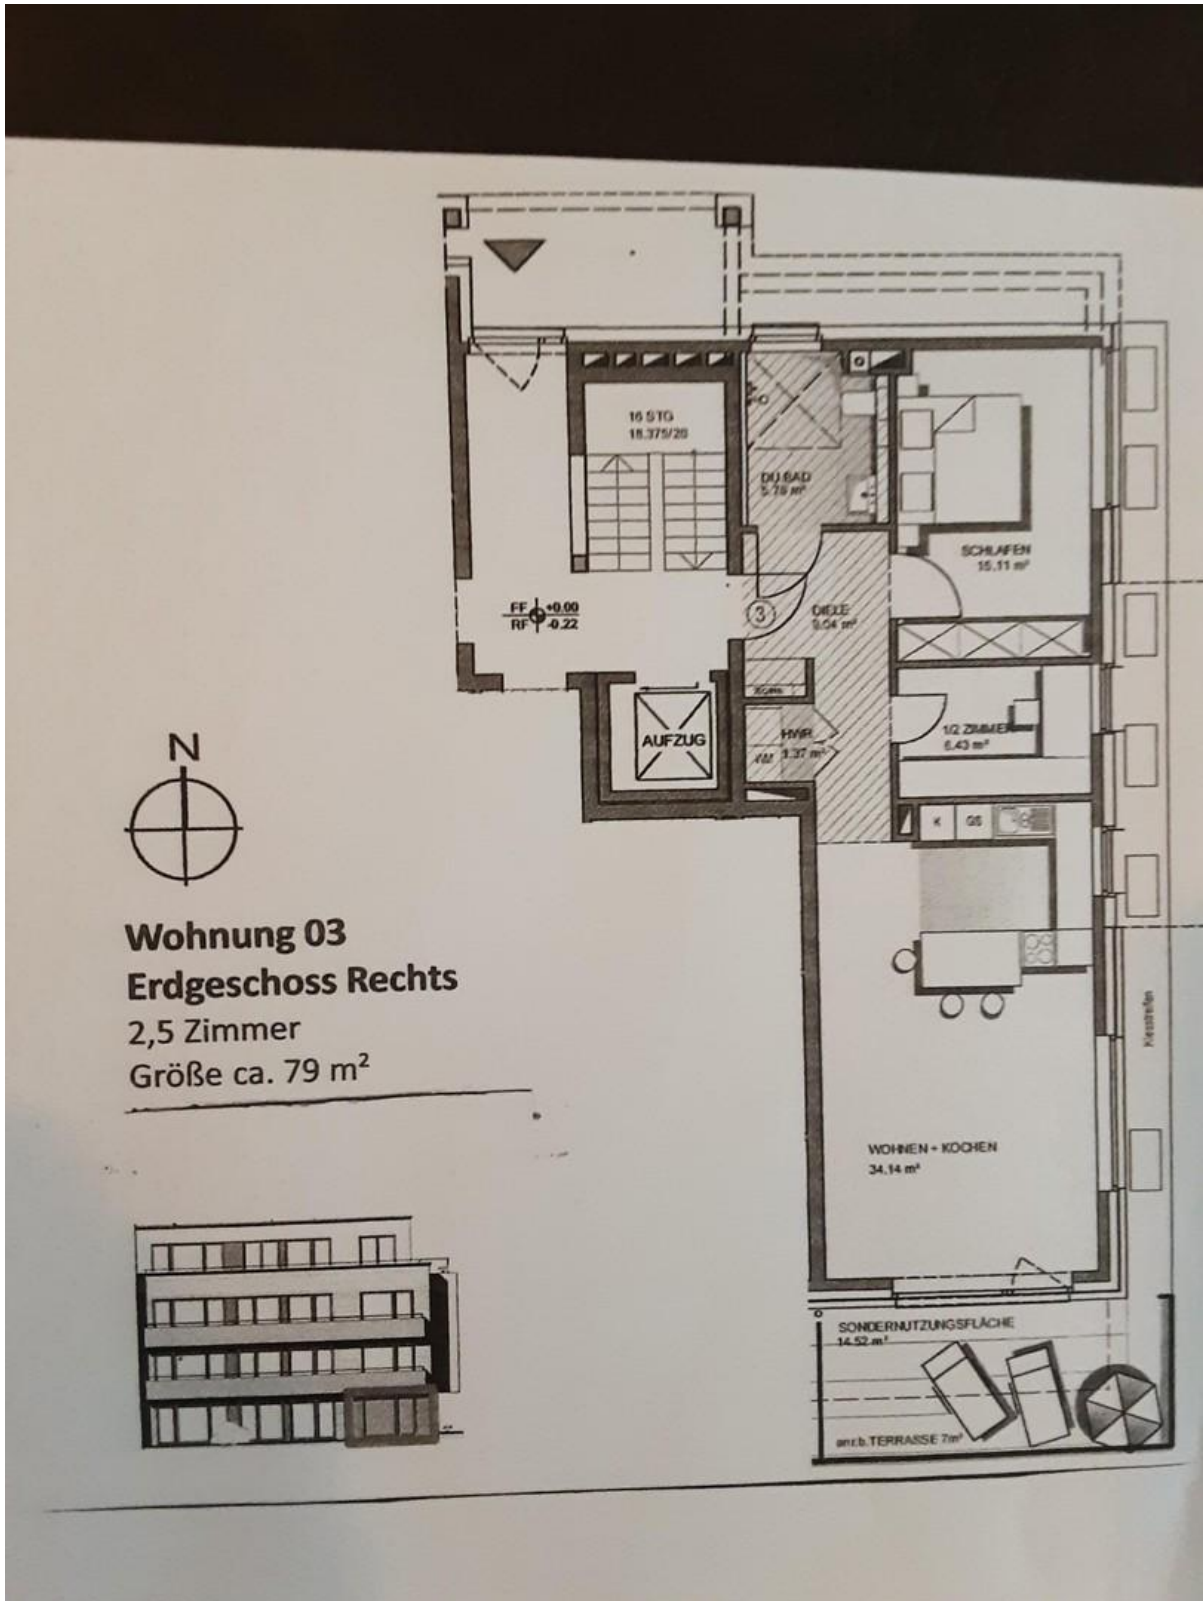 16 STG
18.375/28
DU.BAD
5.78 m²
SCHLAFEN
15.11 m²
FF +0.00
RF -0.22
3
DIELE
9.04 m²
AUFZUG
HWR
1.37 m²
1/2 ZIMMER
6.43 m²
K GS
N
Wohnung 03
Erdgeschoss Rechts
2,5 Zimmer
Größe ca. 79 m²
Kiesstreifen
WOHNEN + KOCHEN
34.14 m²
SONDERNUTZUNGSFLÄCHE
14.52 m²
anr.b.TERRASSE 7m²